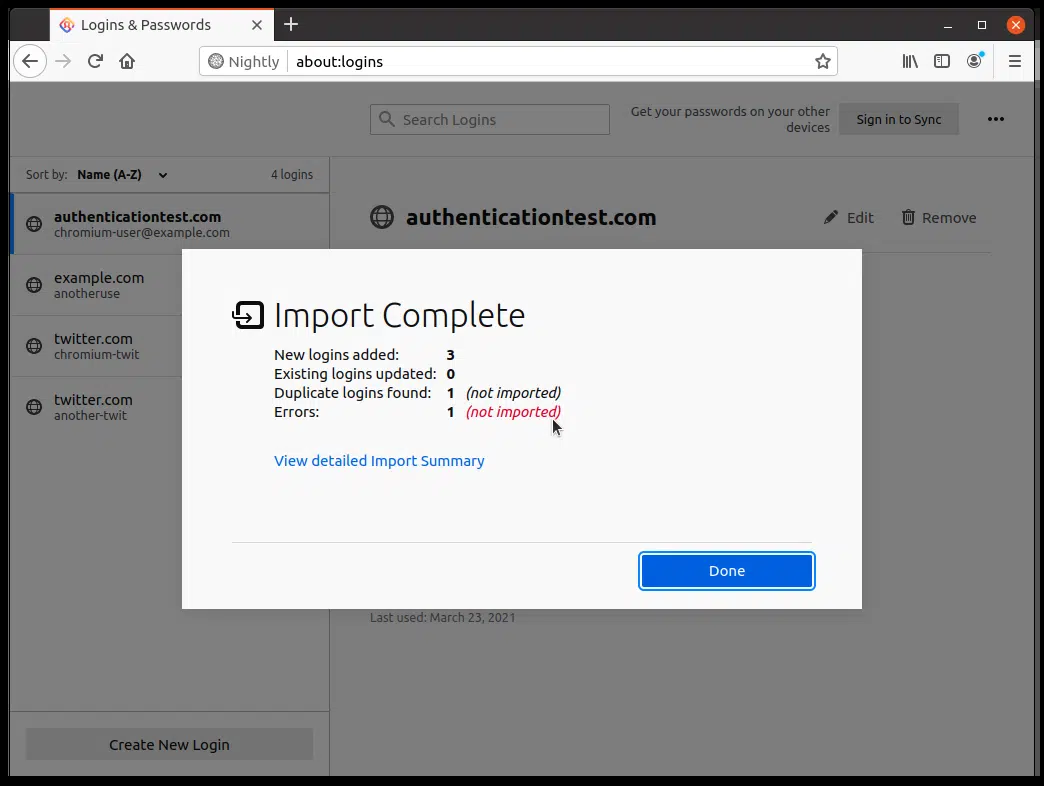 Logins & Passwords
Nightly about:logins
Search Logins
Get your passwords on your other
devices
Sign in to Sync
Sort by: Name (A-Z)
4 logins
authenticationtest.com
chromium-user@example.com
example.com
anotheruse
twitter.com
chromium-twit
twitter.com
another-twit
Create New Login
authenticationtest.com
Edit
Remove
Import Complete
New logins added: 3
Existing logins updated: 0
Duplicate logins found: 1 (not imported)
Errors: 1 (not imported)
View detailed Import Summary
Done
Last used: March 23, 2021